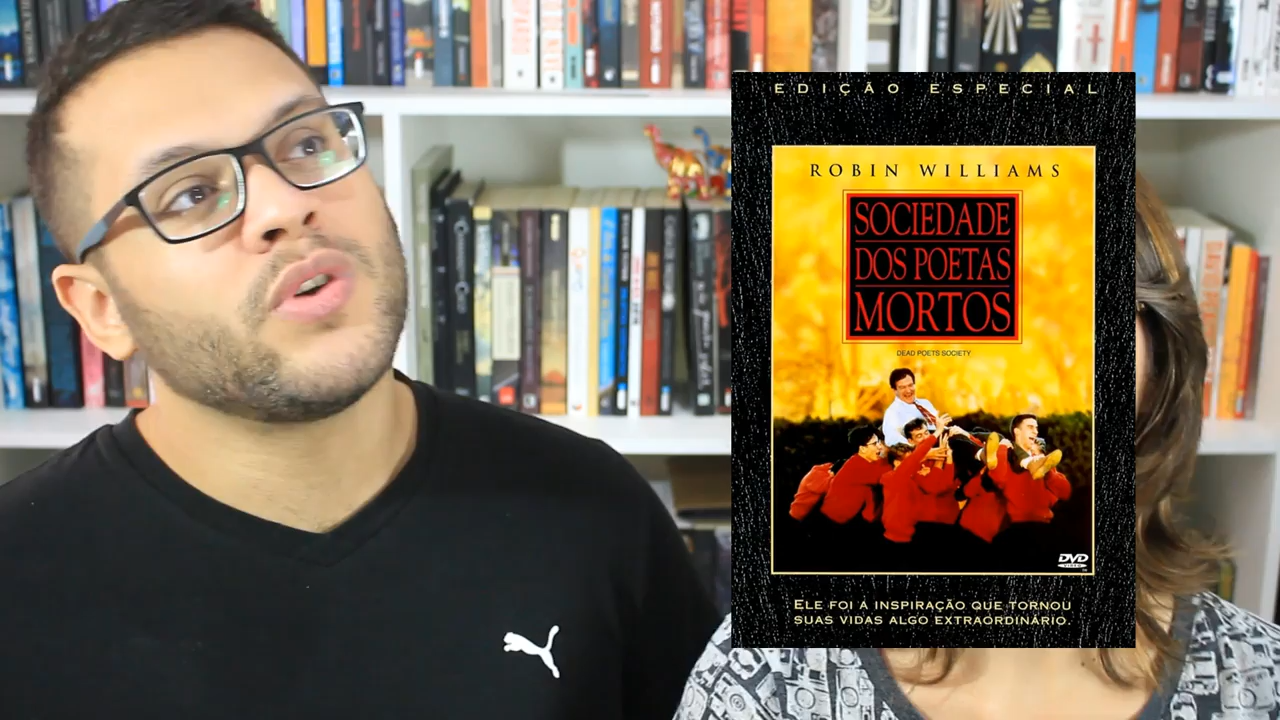 EDIÇÃO ESPECIAL
ROBIN WILLIAMS
SOCIEDADE
DOS POETAS
MORTOS
DEAD POETS SOCIETY
DVD
VIDEO
ELE FOI A INSPIRAÇÃO QUE TORNOU
SUAS VIDAS ALGO EXTRAORDINÁRIO.